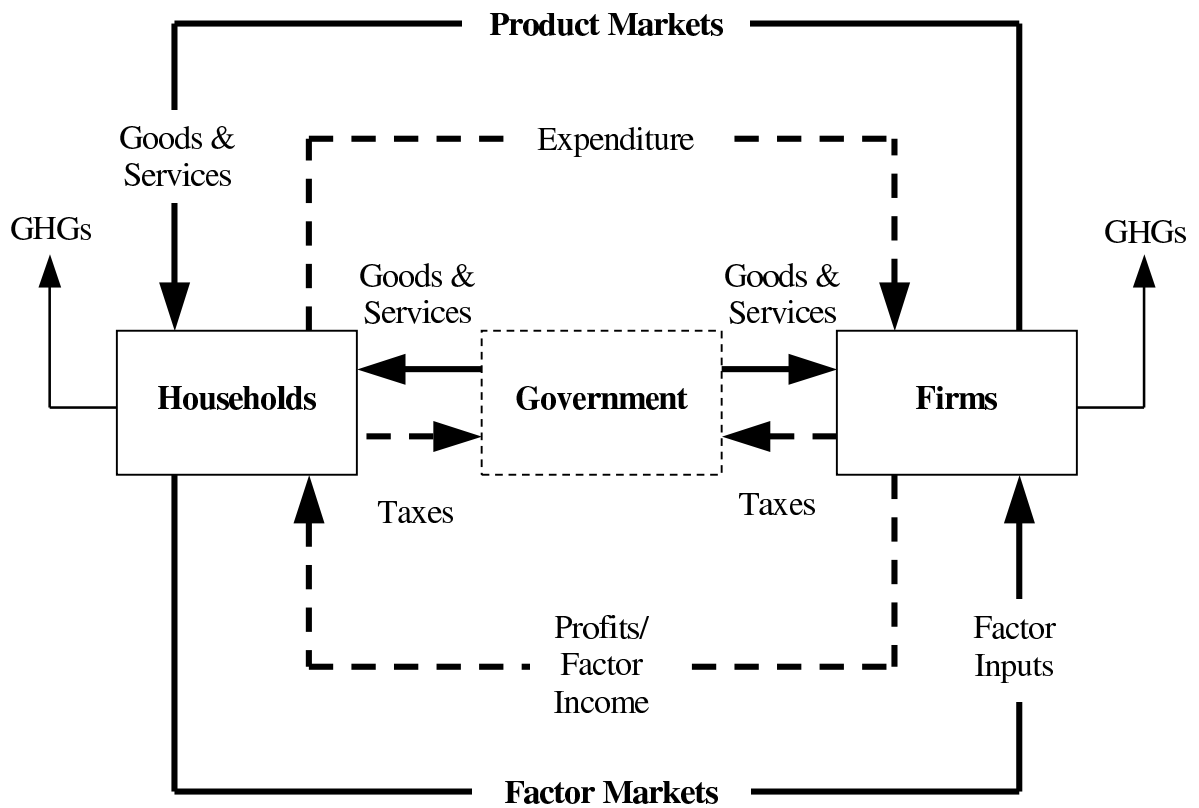 Product Markets
Goods &
Services
Expenditure
GHGs
GHGs
Goods &
Services
Goods &
Services
Households
Government
Firms
Taxes
Taxes
Profits/
Factor
Income
Factor
Inputs
Factor Markets